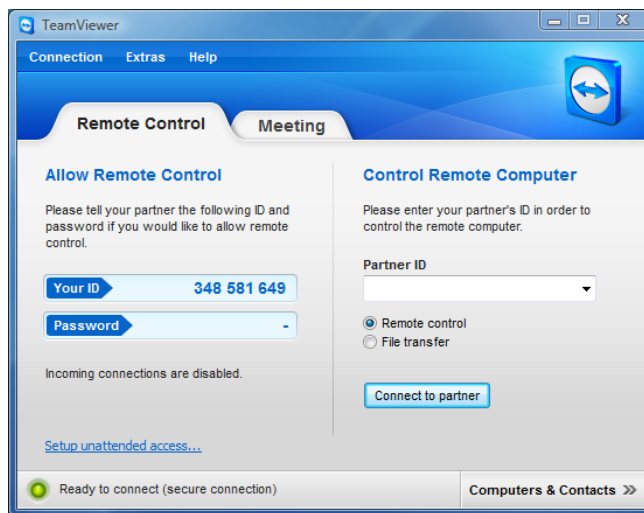 TeamViewer
Connection Extras Help
Remote Control
Meeting
Allow Remote Control
Please tell your partner the following ID and
password if you would like to allow remote
control.
Your ID 348 581 649
Password -
Incoming connections are disabled.
Setup unattended access...
Control Remote Computer
Please enter your partner's ID in order to
control the remote computer.
Partner ID
Remote control
File transfer
Connect to partner
Ready to connect (secure connection)
Computers & Contacts >>